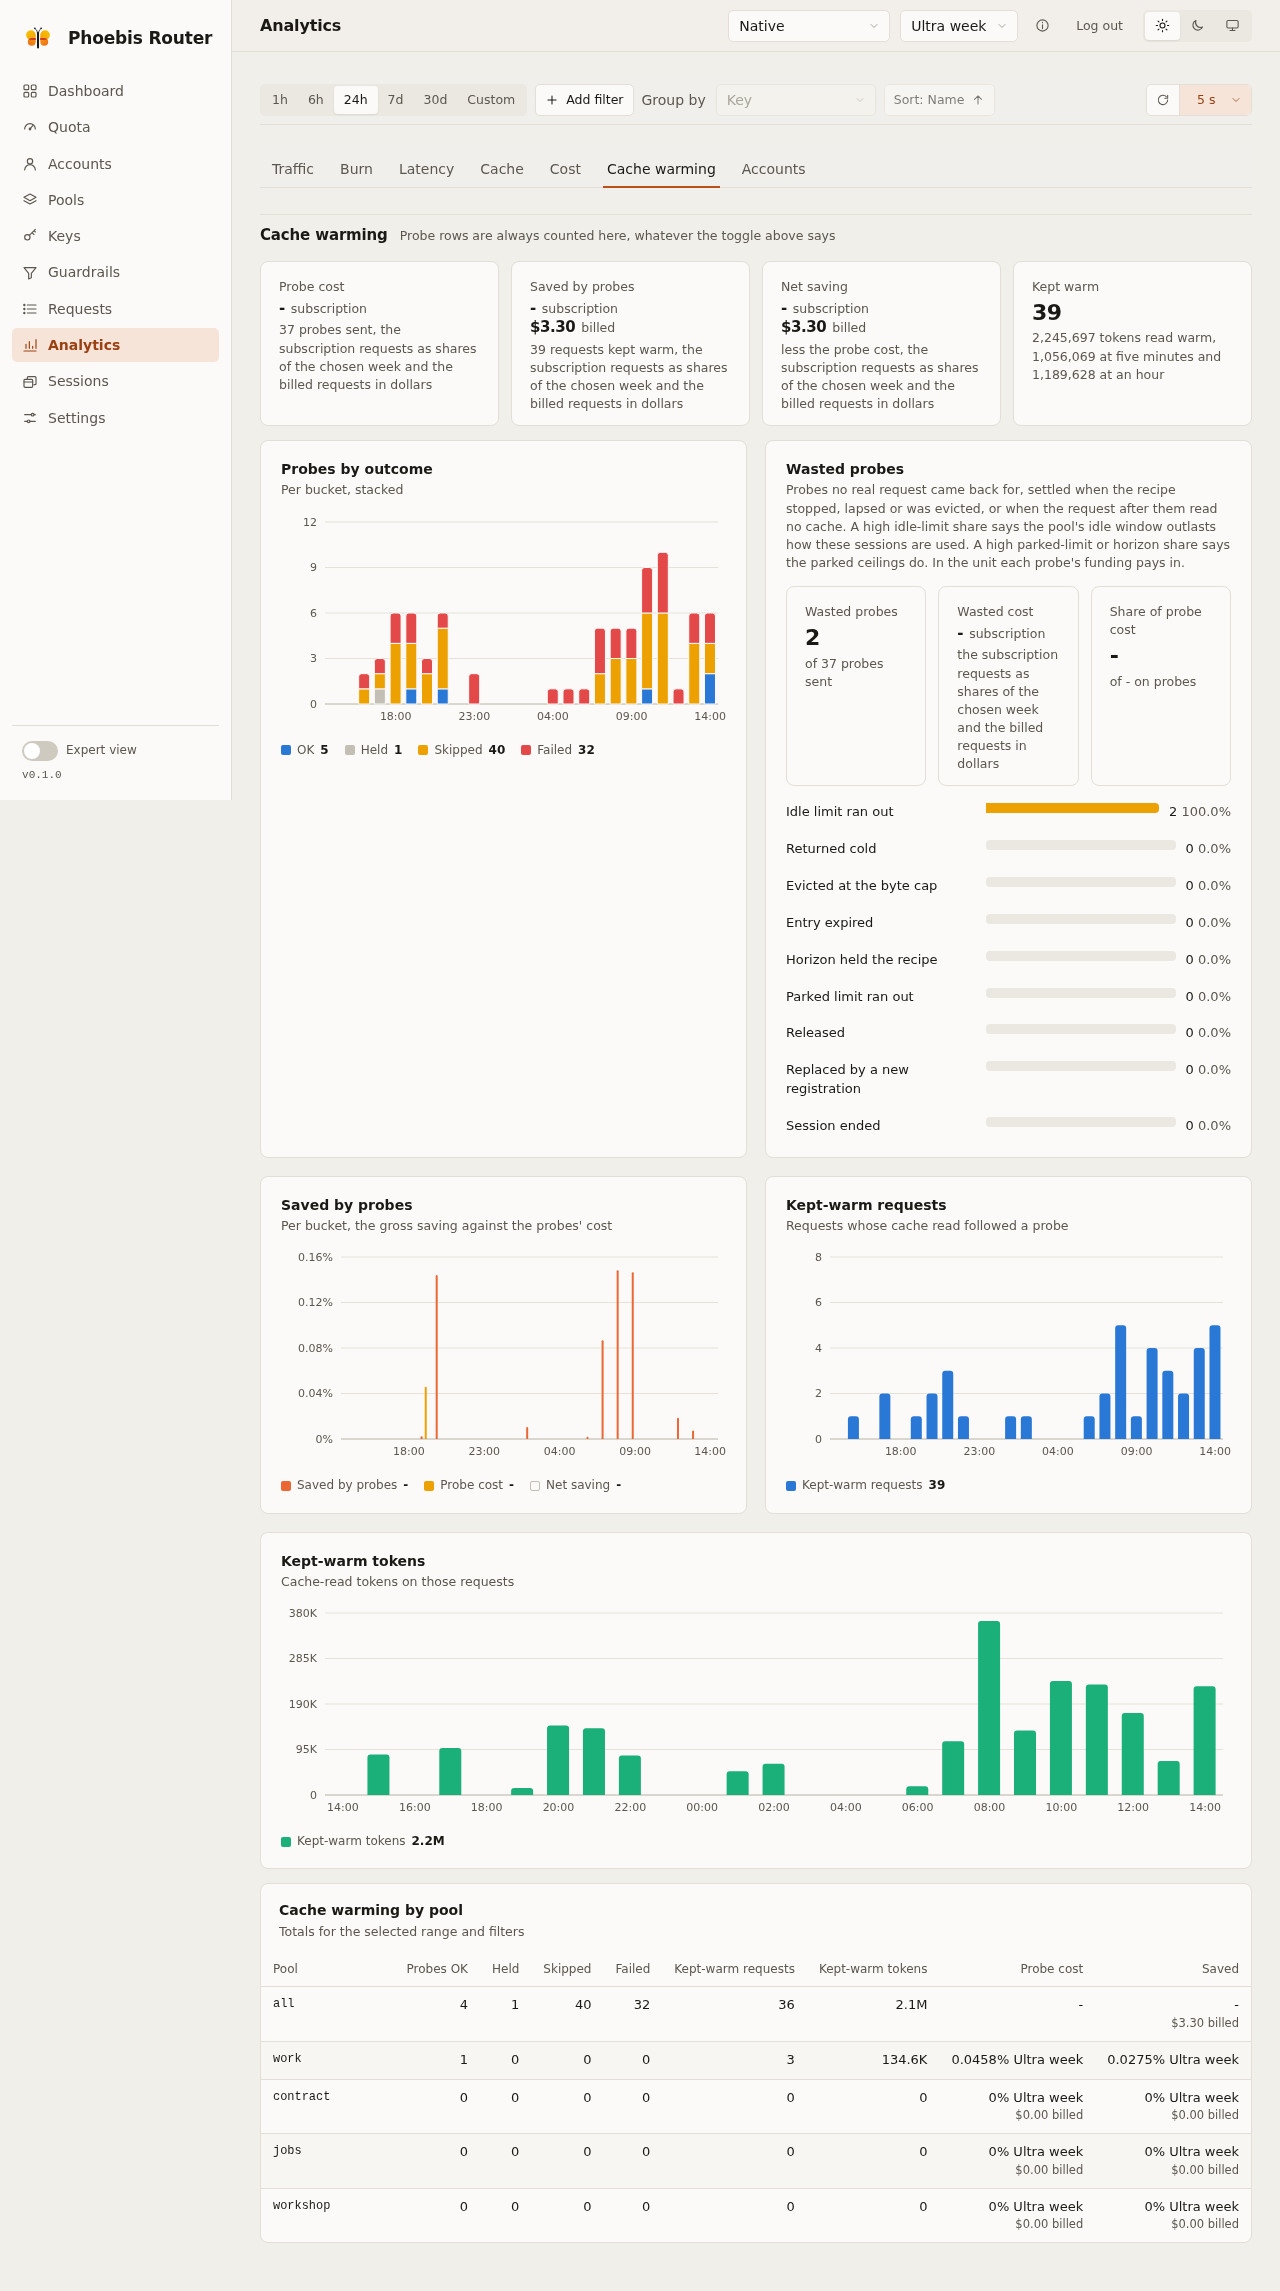 Phoebis Router
Dashboard
Quota
Accounts
Pools
Keys
Guardrails
Requests
Analytics
Sessions
Settings
Expert view
v0.1.0
Analytics
Native
Ultra week
Log out
1h 6h 24h 7d 30d Custom
Add filter
Group by
Key
Sort: Name
5 s
Traffic Burn Latency Cache Cost Cache warming Accounts
Cache warming Probe rows are always counted here, whatever the toggle above says
Probe cost
- subscription
37 probes sent, the
subscription requests as shares
of the chosen week and the
billed requests in dollars
Saved by probes
- subscription
$3.30 billed
39 requests kept warm, the
subscription requests as shares
of the chosen week and the
billed requests in dollars
Net saving
- subscription
$3.30 billed
less the probe cost, the
subscription requests as shares
of the chosen week and the
billed requests in dollars
Kept warm
39
2,245,697 tokens read warm,
1,056,069 at five minutes and
1,189,628 at an hour
Probes by outcome
Per bucket, stacked
12
9
6
3
0
18:00 23:00 04:00 09:00 14:00
OK 5 Held 1 Skipped 40 Failed 32
Wasted probes
Probes no real request came back for, settled when the recipe
stopped, lapsed or was evicted, or when the request after them read
no cache. A high idle-limit share says the pool's idle window outlasts
how these sessions are used. A high parked-limit or horizon share says
the parked ceilings do. In the unit each probe's funding pays in.
Wasted probes
2
of 37 probes
sent
Wasted cost
- subscription
the subscription
requests as
shares of the
chosen week
and the billed
requests in
dollars
Share of probe
cost
-
of - on probes
Idle limit ran out 2 100.0%
Returned cold 0 0.0%
Evicted at the byte cap 0 0.0%
Entry expired 0 0.0%
Horizon held the recipe 0 0.0%
Parked limit ran out 0 0.0%
Released 0 0.0%
Replaced by a new
registration 0 0.0%
Session ended 0 0.0%
Saved by probes
Per bucket, the gross saving against the probes' cost
0.16%
0.12%
0.08%
0.04%
0%
18:00 23:00 04:00 09:00 14:00
Saved by probes - Probe cost - Net saving -
Kept-warm requests
Requests whose cache read followed a probe
8
6
4
2
0
18:00 23:00 04:00 09:00 14:00
Kept-warm requests 39
Kept-warm tokens
Cache-read tokens on those requests
380K
285K
190K
95K
0
14:00 16:00 18:00 20:00 22:00 00:00 02:00 04:00 06:00 08:00 10:00 12:00 14:00
Kept-warm tokens 2.2M
Cache warming by pool
Totals for the selected range and filters
Pool Probes OK Held Skipped Failed Kept-warm requests Kept-warm tokens Probe cost Saved
all 4 1 40 32 36 2.1M - -
$3.30 billed
work 1 0 0 0 3 134.6K 0.0458% Ultra week 0.0275% Ultra week
contract 0 0 0 0 0 0 0% Ultra week 0% Ultra week
$0.00 billed $0.00 billed
jobs 0 0 0 0 0 0 0% Ultra week 0% Ultra week
$0.00 billed $0.00 billed
workshop 0 0 0 0 0 0 0% Ultra week 0% Ultra week
$0.00 billed $0.00 billed